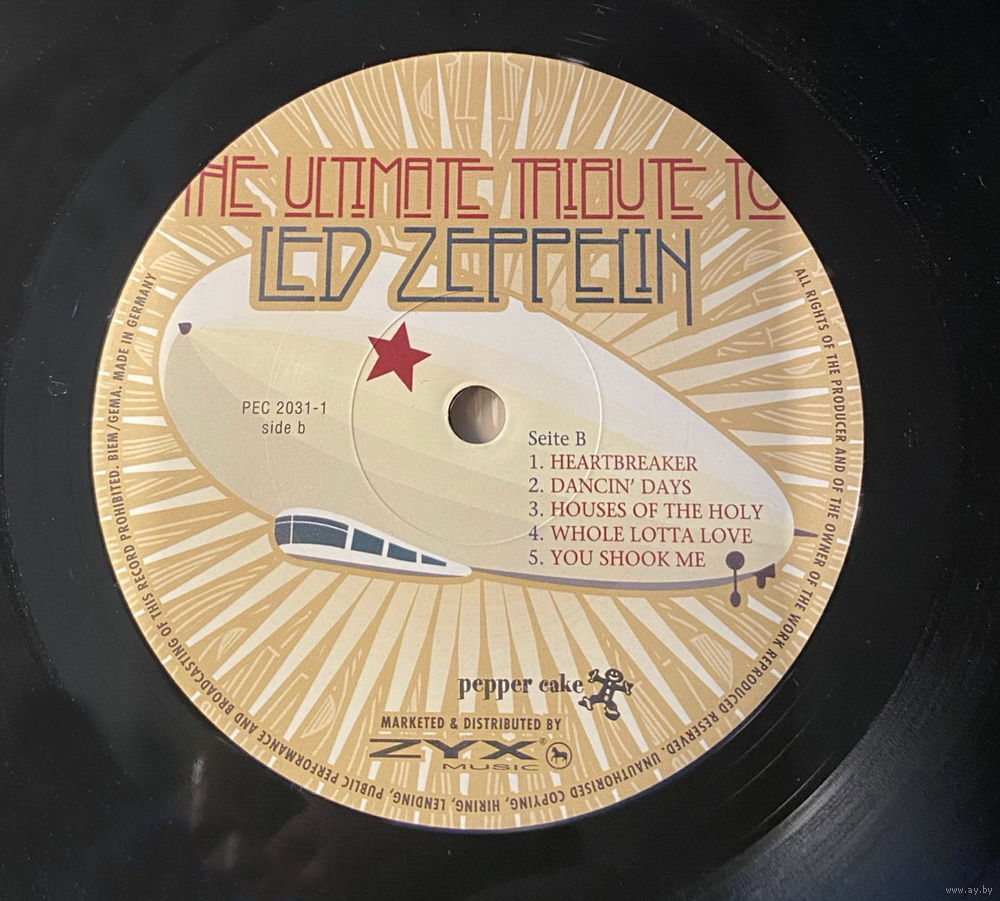 THE ULTIMATE TRIBUTE TO
LED ZEPPELIN
PEC 2031-1
side b
Seite B
1. HEARTBREAKER
2. DANCIN' DAYS
3. HOUSES OF THE HOLY
4. WHOLE LOTTA LOVE
5. YOU SHOOK ME
pepper cake
MARKETED & DISTRIBUTED BY
ZYX®
MUSIC
ALL RIGHTS OF THE PRODUCER AND OF THE OWNER OF THE WORK REPRODUCED RESERVED. UNAUTHORISED COPYING, HIRING, LENDING, PUBLIC PERFORMANCE AND BROADCASTING OF THIS RECORD PROHIBITED. BIEM/GEMA. MADE IN GERMANY
www.ay.by